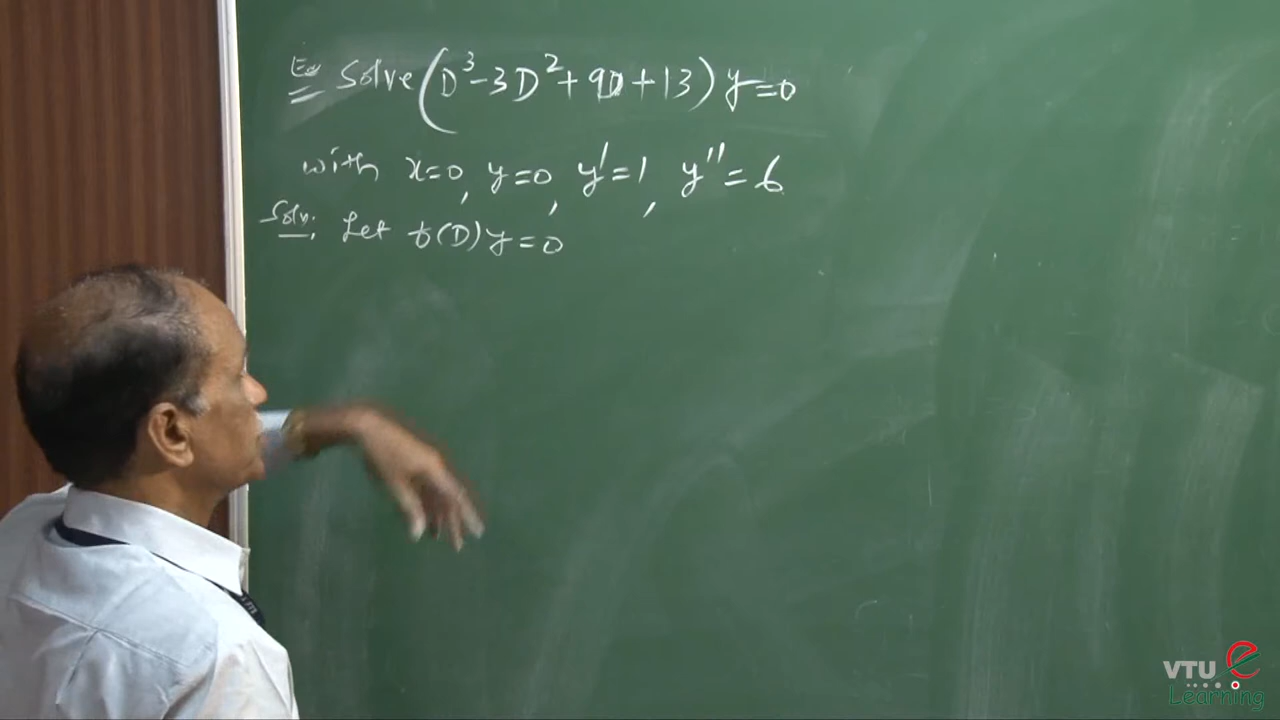 Ex Solve (D³-3D²+9D+13)y=0
with x=0, y=0, y'=1, y''=6
Soln: Let f(D)y=0
VTU e
Learning